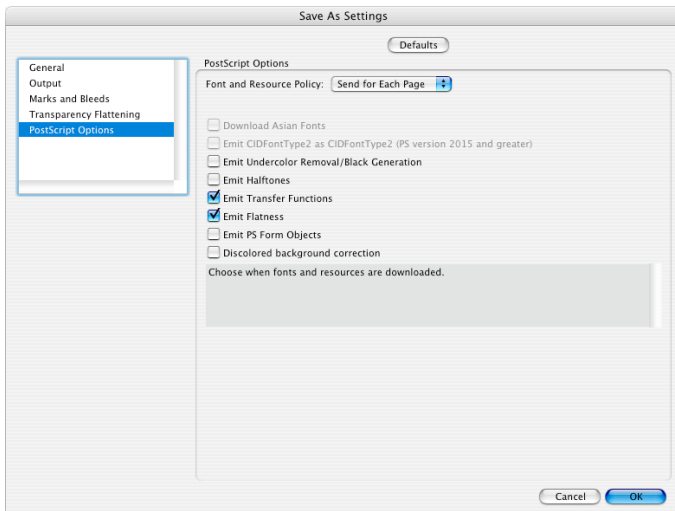 Save As Settings
Defaults
General
Output
Marks and Bleeds
Transparency Flattening
PostScript Options
PostScript Options
Font and Resource Policy: Send for Each Page
Download Asian Fonts
Emit CIDFontType2 as CIDFontType2 (PS version 2015 and greater)
Emit Undercolor Removal/Black Generation
Emit Halftones
Emit Transfer Functions
Emit Flatness
Emit PS Form Objects
Discolored background correction
Choose when fonts and resources are downloaded.
Cancel OK